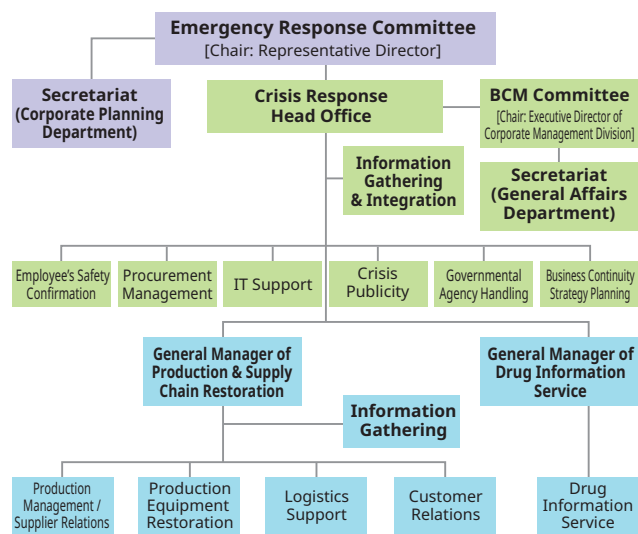 Emergency Response Committee
[Chair: Representative Director]
Secretariat
(Corporate Planning
Department)
Crisis Response
Head Office
BCM Committee
[Chair: Executive Director of
Corporate Management Division]
Information
Gathering
& Integration
Secretariat
(General Affairs
Department)
Employee's Safety
Confirmation
Procurement
Management
IT Support
Crisis
Publicity
Governmental
Agency Handling
Business Continuity
Strategy Planning
General Manager of
Production & Supply
Chain Restoration
General Manager of
Drug Information
Service
Information
Gathering
Production
Management /
Supplier Relations
Production
Equipment
Restoration
Logistics
Support
Customer
Relations
Drug
Information
Service